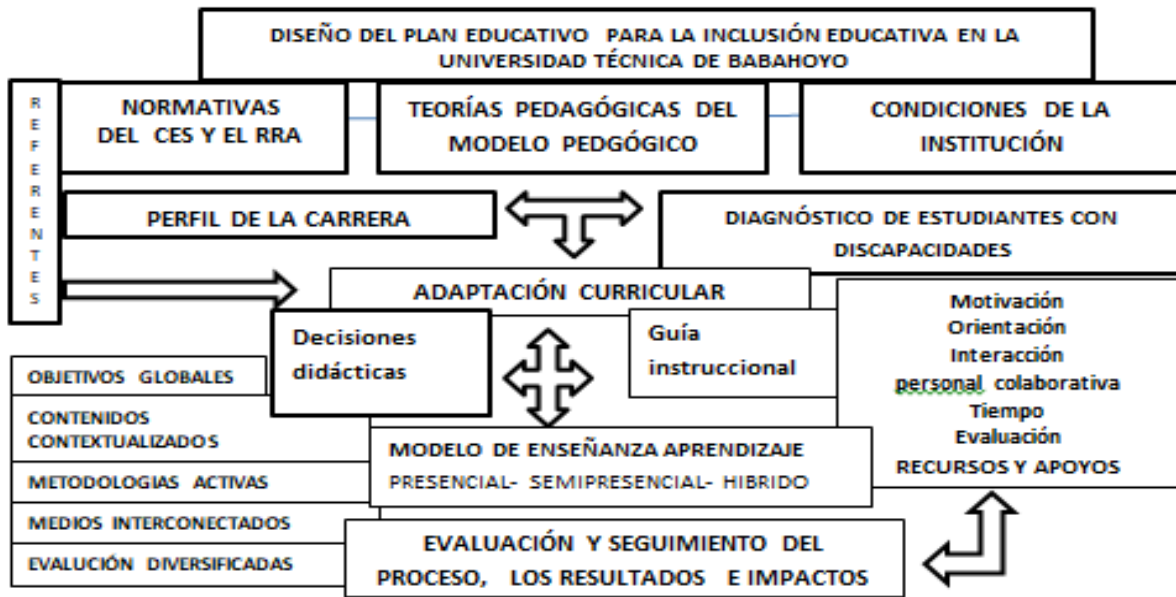 DISEÑO DEL PLAN EDUCATIVO PARA LA INCLUSIÓN EDUCATIVA EN LA
UNIVERSIDAD TÉCNICA DE BABAHOYO
REFERENTES
NORMATIVAS
DEL CES Y EL RRA
TEORÍAS PEDAGÓGICAS DEL
MODELO PEDGÓGICO
CONDICIONES DE LA
INSTITUCIÓN
PERFIL DE LA CARRERA
DIAGNÓSTICO DE ESTUDIANTES CON
DISCAPACIDADES
ADAPTACIÓN CURRICULAR
Decisiones
didácticas
Guía
instruccional
Motivación
Orientación
Interacción
personal colaborativa
Tiempo
Evaluación
RECURSOS Y APOYOS
OBJETIVOS GLOBALES
CONTENIDOS
CONTEXTUALIZADOS
METODOLOGIAS ACTIVAS
MEDIOS INTERCONECTADOS
EVALUCIÓN DIVERSIFICADAS
MODELO DE ENSEÑANZA APRENDIZAJE
PRESENCIAL- SEMIPRESENCIAL- HIBRIDO
EVALUACIÓN Y SEGUIMIENTO DEL
PROCESO, LOS RESULTADOS E IMPACTOS